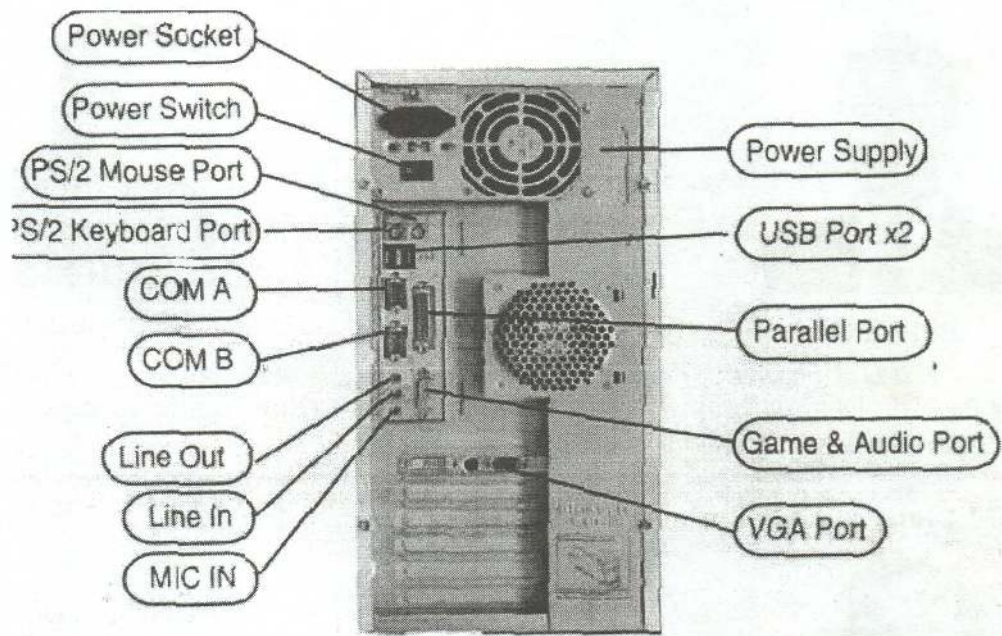 Power Socket
Power Switch
PS/2 Mouse Port
PS/2 Keyboard Port
COM A
COM B
Line Out
Line In
MIC IN
Power Supply
USB Port x2
Parallel Port
Game & Audio Port
VGA Port